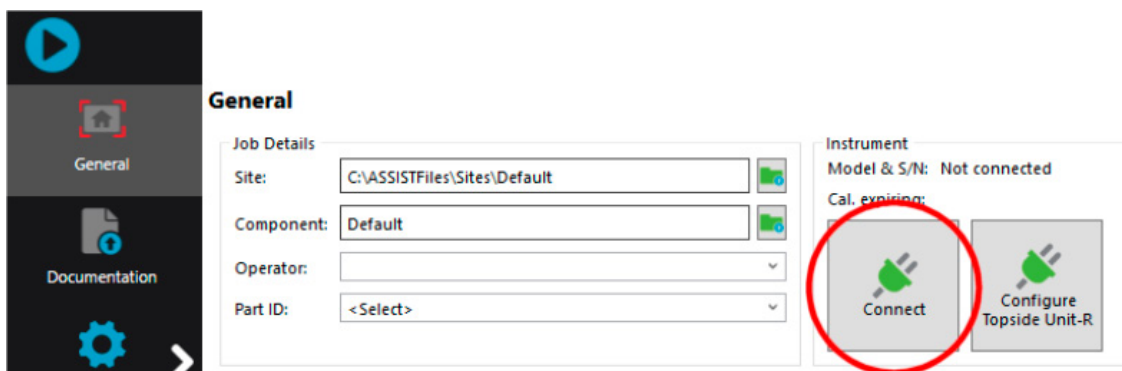 General
Documentation
General
Job Details
Site: C:\ASSISTFiles\Sites\Default
Component: Default
Operator:
Part ID: <Select>
Instrument
Model & S/N: Not connected
Cal. expiring:
Connect
Configure
Topside Unit-R